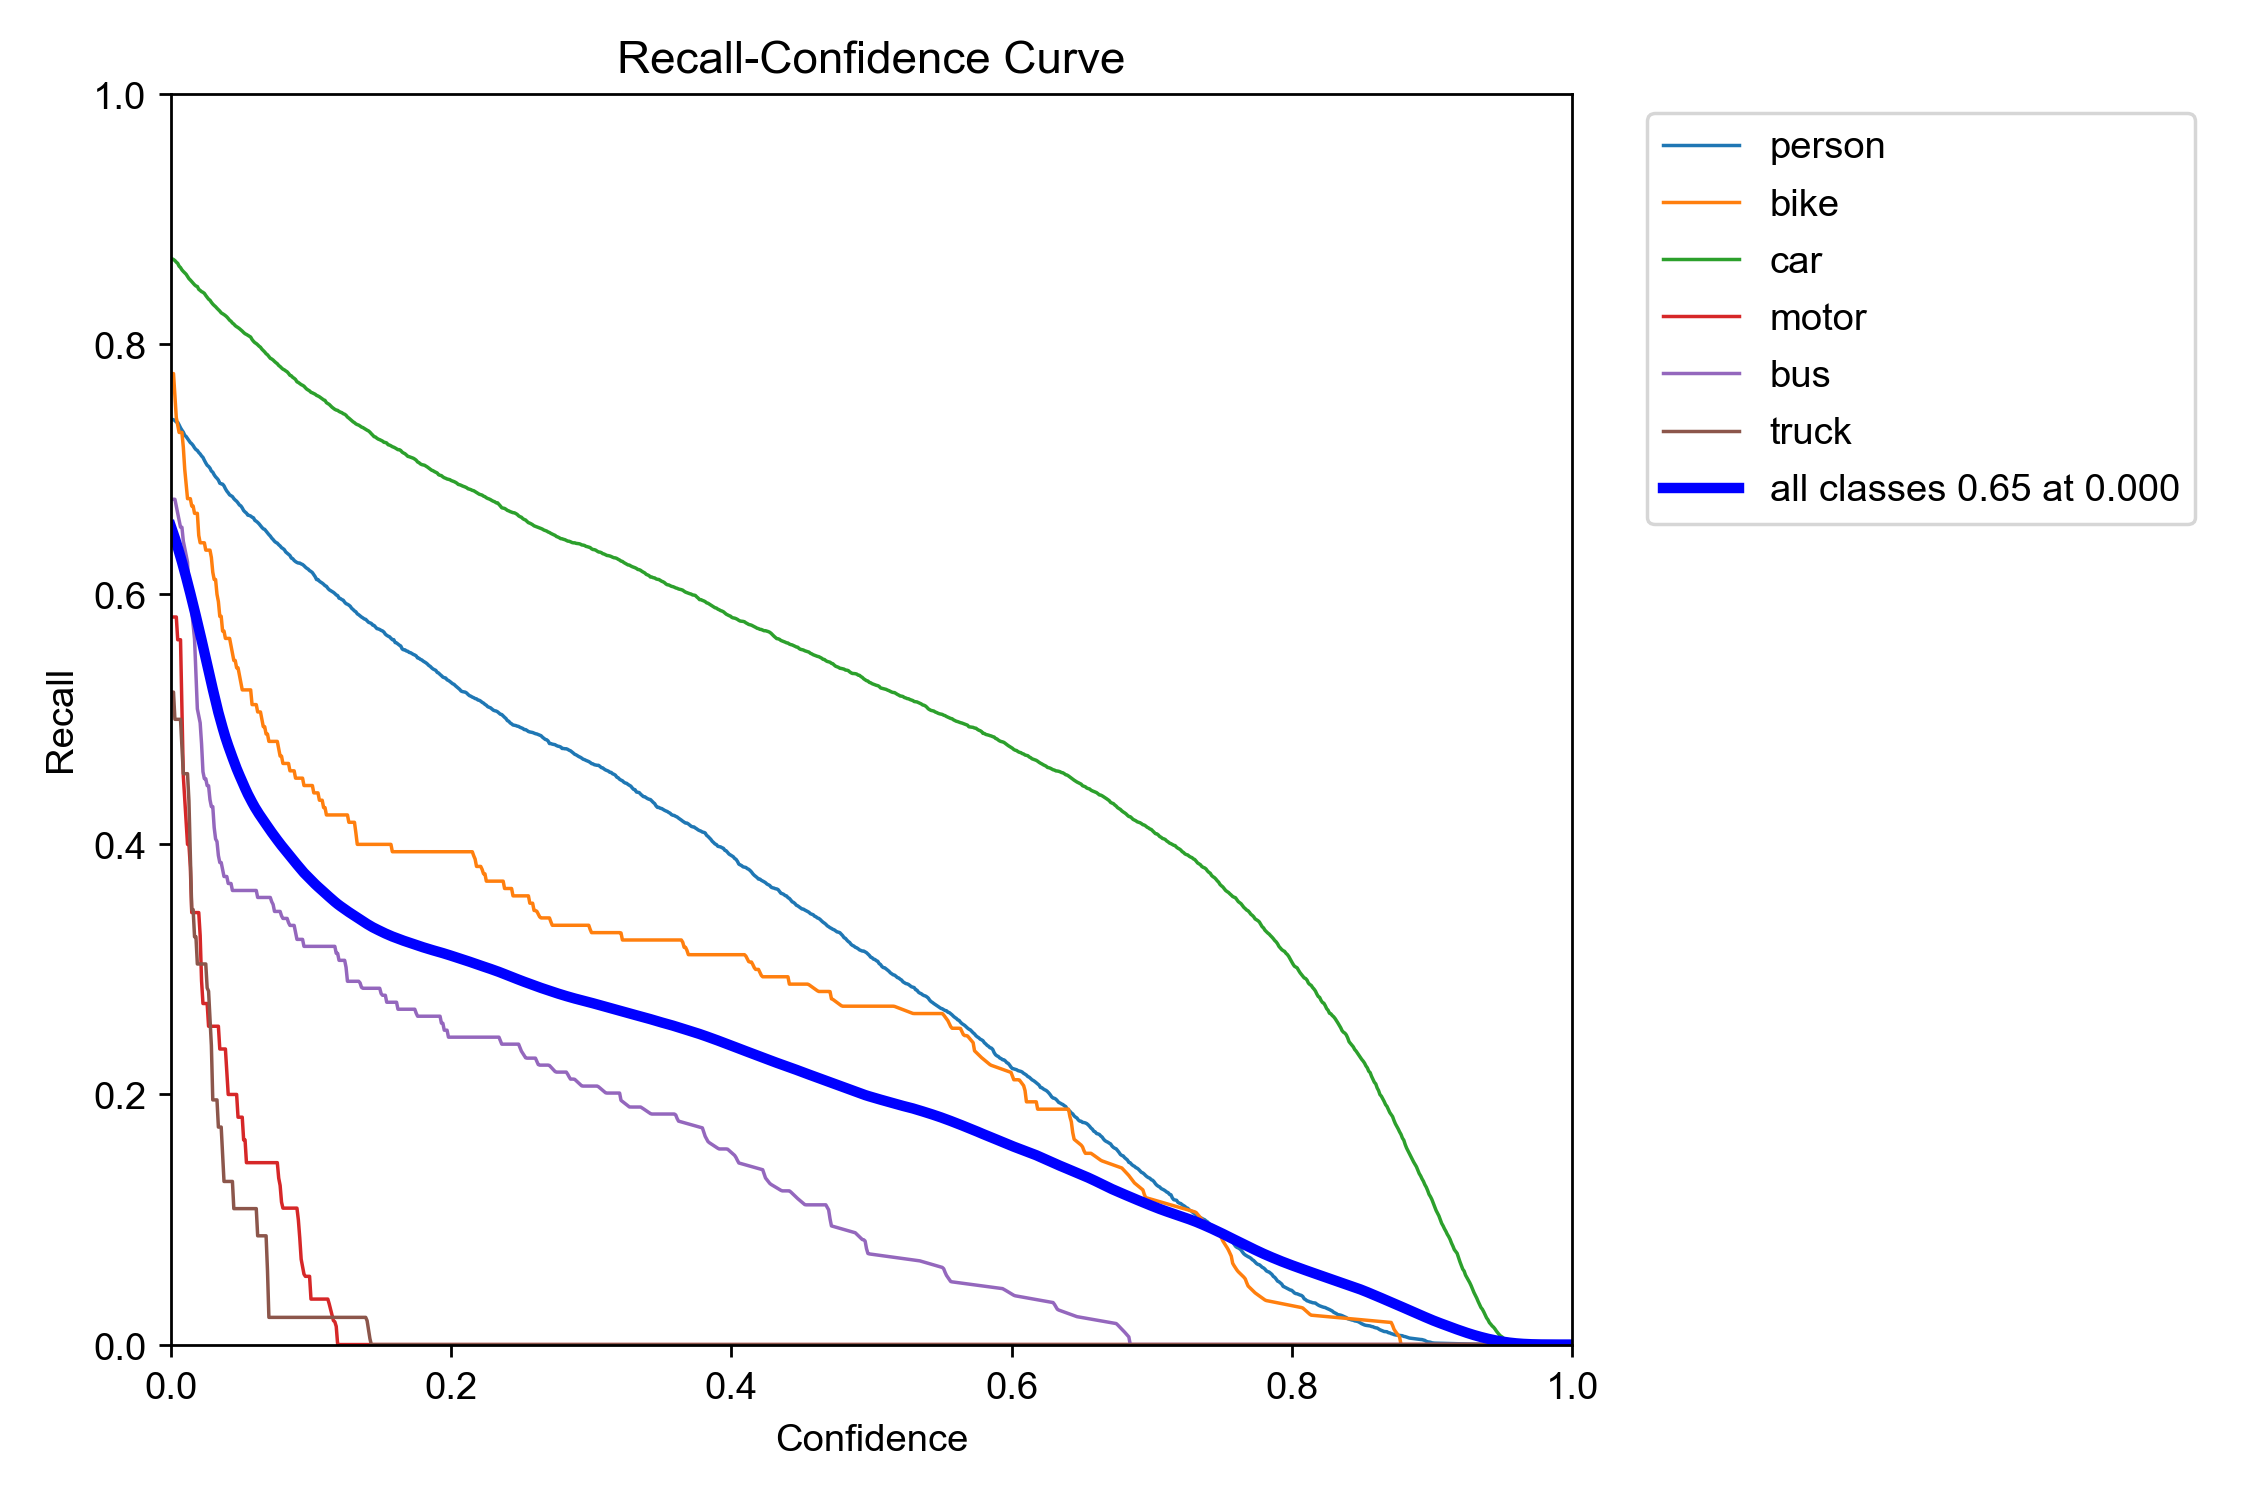 Recall-Confidence Curve
1.0
0.8
0.6
0.4
0.2
0.0
Recall
0.0 0.2 0.4 0.6 0.8 1.0
Confidence
person
bike
car
motor
bus
truck
all classes 0.65 at 0.000